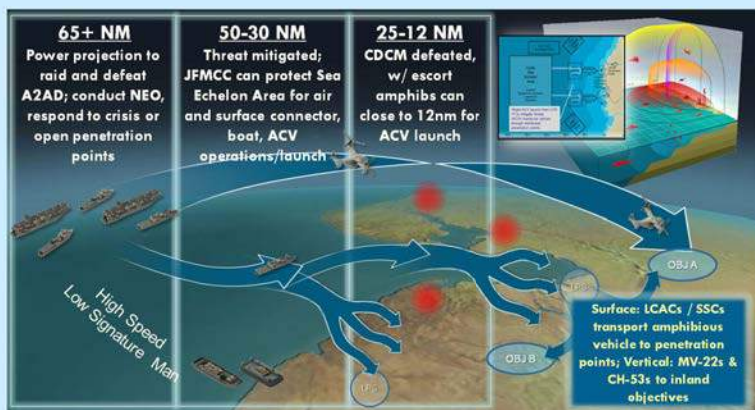 65+ NM
Power projection to
raid and defeat
A2AD; conduct NEO,
respond to crisis or
open penetration
points
50-30 NM
Threat mitigated;
JFMCC can protect Sea
Echelon Area for air
and surface connector,
boat, ACV
operations/launch
25-12 NM
CDCM defeated,
w/ escort
amphibs can
close to 12nm for
ACV launch
High Speed
Low Signature Man
OBJ A
OBJ B
Surface: LCACs / SSCs
transport amphibious
vehicle to penetration
points; Vertical: MV-22s &
CH-53s to inland
objectives